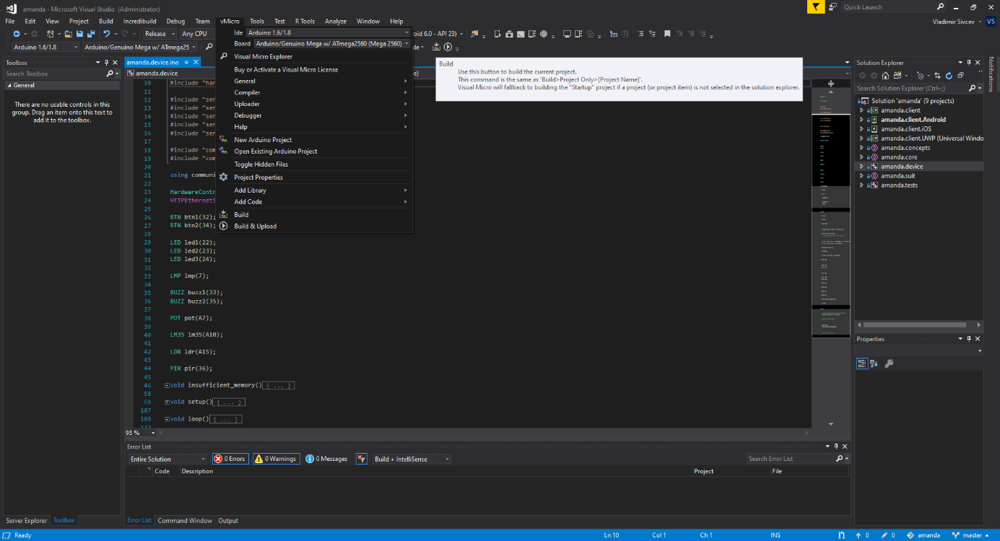 amanda - Microsoft Visual Studio (Administrator)
Quick Launch
File Edit View Project Build Incredibuild Debug Team vMicro Tools Test R Tools Analyze Window Help
Vladimir Sivcev VS
Release Any CPU
Ide Arduino 1.6/1.8
roid 6.0 - API 23)
Arduino 1.6/1.8 Arduino/Genuino Mega w/ ATmega25
Board Arduino/Genuino Mega w/ ATmega2560 (Mega 2560)
Visual Micro Explorer
Buy or Activate a Visual Micro License
General
Compiler
Uploader
Debugger
Help
New Arduino Project
Open Existing Arduino Project
Toggle Hidden Files
Project Properties
Add Library
Add Code
Build
Build & Upload
Build
Use this button to build the current project.
This command is the same as 'Build>Project Only>[Project Name]'.
Visual Micro will fallback to building the "Startup" project if a project (or project item) is not selected in the solution explorer.
Toolbox
Search Toolbox
General
There are no usable controls in this
group. Drag an item onto this text to
add it to the toolbox.
amanda.device.ino
amanda.device
10 #include "har
11
12 #include "ser
13 #include "ser
14 #include "ser
15 #include "ser
16 #include "ser
17
18 #include "com
19 #include "com
20
21 using communi
22
23 HardwareContr
24 HTTPEthernetS
25
26 BTN btn1(32);
27 BTN btn2(34);
28
29 LED led1(22);
30 LED led2(23);
31 LED led3(24);
32
33 LMP lmp(7);
34
35 BUZZ buzz1(33);
36 BUZZ buzz2(35);
37
38 POT pot(A7);
39
40 LM35 lm35(A10);
41
42 LDR ldr(A15);
43
44 PIR pir(36);
45
46 void insufficient_memory(){ ... }
58
59 void setup(){ ... }
107
108 void loop(){ ... }
95 %
Solution Explorer
Search Solution Explorer (Ctrl+;)
Solution 'amanda' (9 projects)
amanda.client
amanda.client.Android
amanda.client.iOS
amanda.client.UWP (Universal Windo
amanda.concepts
amanda.core
amanda.device
amanda.suit
amanda.tests
Notifications
Properties
Error List
Entire Solution 0 Errors 0 Warnings 0 Messages Build + IntelliSense Search Error List
Code Description Project File
Server Explorer Toolbox Error List Command Window Output
Ready Ln 10 Col 1 Ch 1 INS 0 0 amanda master